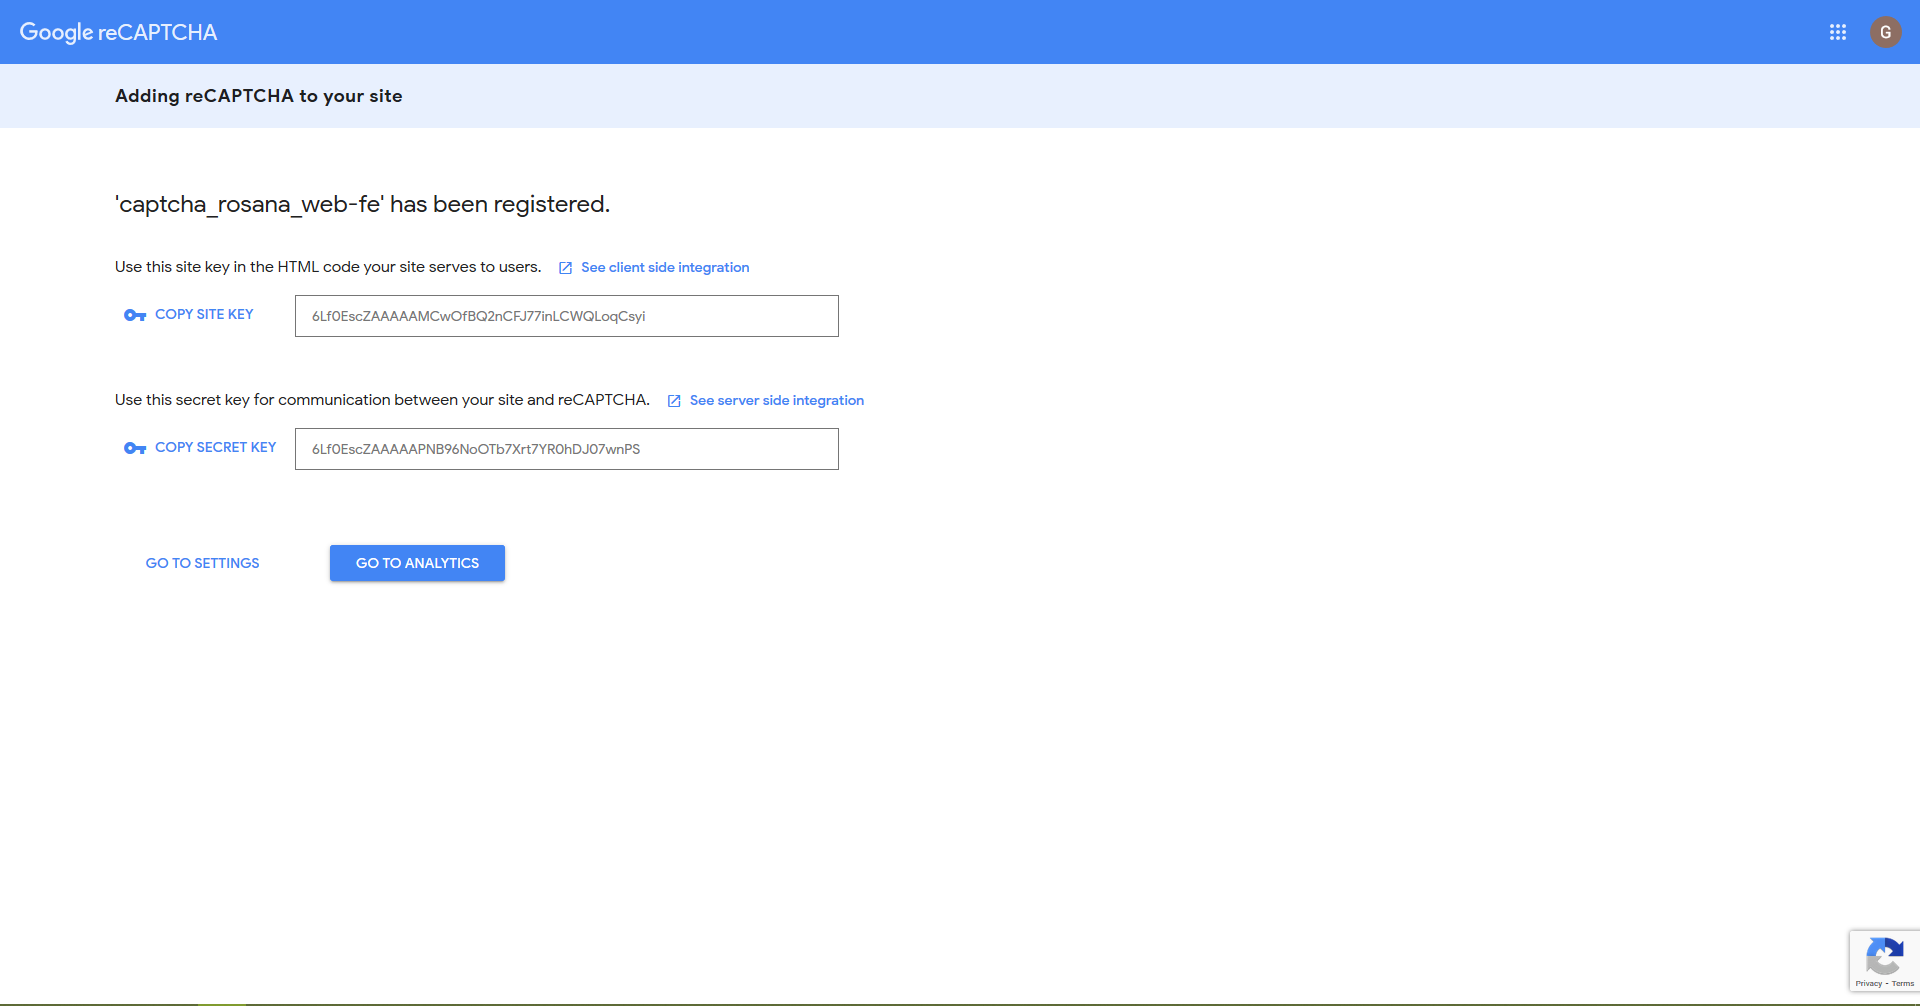 Google reCAPTCHA
G
Adding reCAPTCHA to your site
'captcha_rosana_web-fe' has been registered.
Use this site key in the HTML code your site serves to users. See client side integration
COPY SITE KEY 6Lf0EscZAAAAAMCwOfBQ2nCFJ77inLCWQLoqCsyi
Use this secret key for communication between your site and reCAPTCHA. See server side integration
COPY SECRET KEY 6Lf0EscZAAAAAPNB96NoOTb7Xrt7YR0hDJ07wnPS
GO TO SETTINGS GO TO ANALYTICS
Privacy - Terms